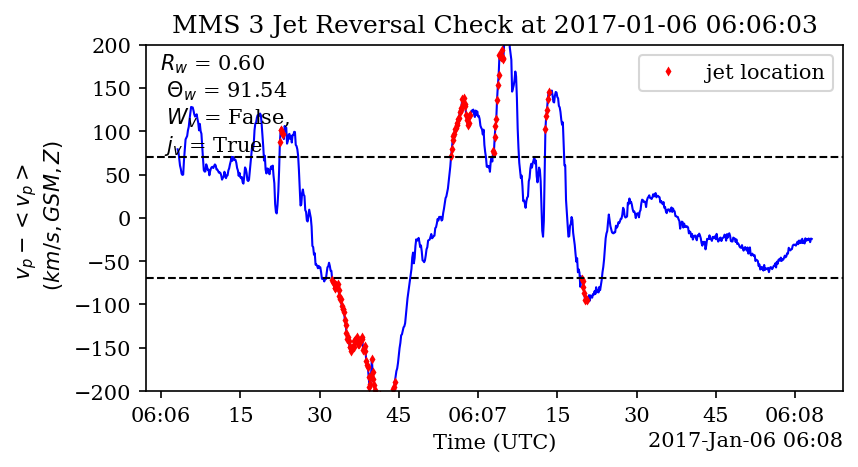 MMS 3 Jet Reversal Check at 2017-01-06 06:06:03
R_w = 0.60
Θ_w = 91.54
W_v = False,
j_v = True
jet location
200
150
100
50
0
−50
−100
−150
−200
v_p − <v_p>
(km/s, GSM, Z)
06:06 15 30 45 06:07 15 30 45 06:08
Time (UTC)
2017-Jan-06 06:08